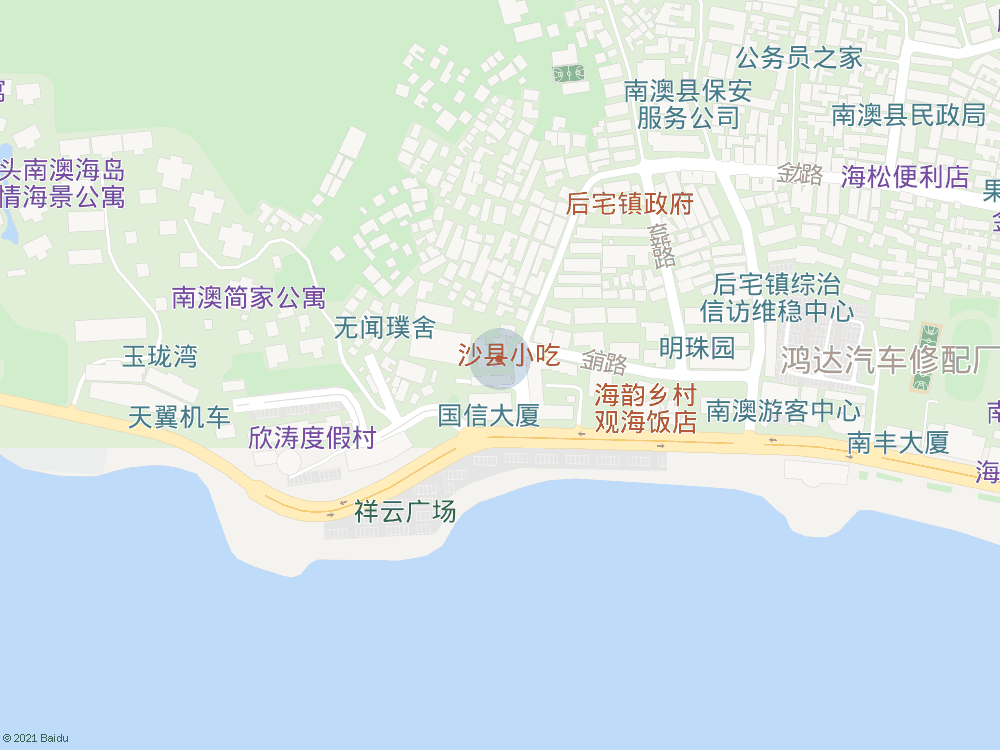 公务员之家
南澳县保安
服务公司
南澳县民政局
头南澳海岛
情海景公寓
金龙路
海松便利店
果
后宅镇政府
育新路
后宅镇综治
信访维稳中心
南澳简家公寓
无闻璞舍
玉珑湾
沙县小吃
明珠园
鸿达汽车修配厂
海韵乡村
观海饭店
天翼机车
国信大厦
南澳游客中心
欣涛度假村
南丰大厦
南
海
祥云广场
© 2021 Baidu